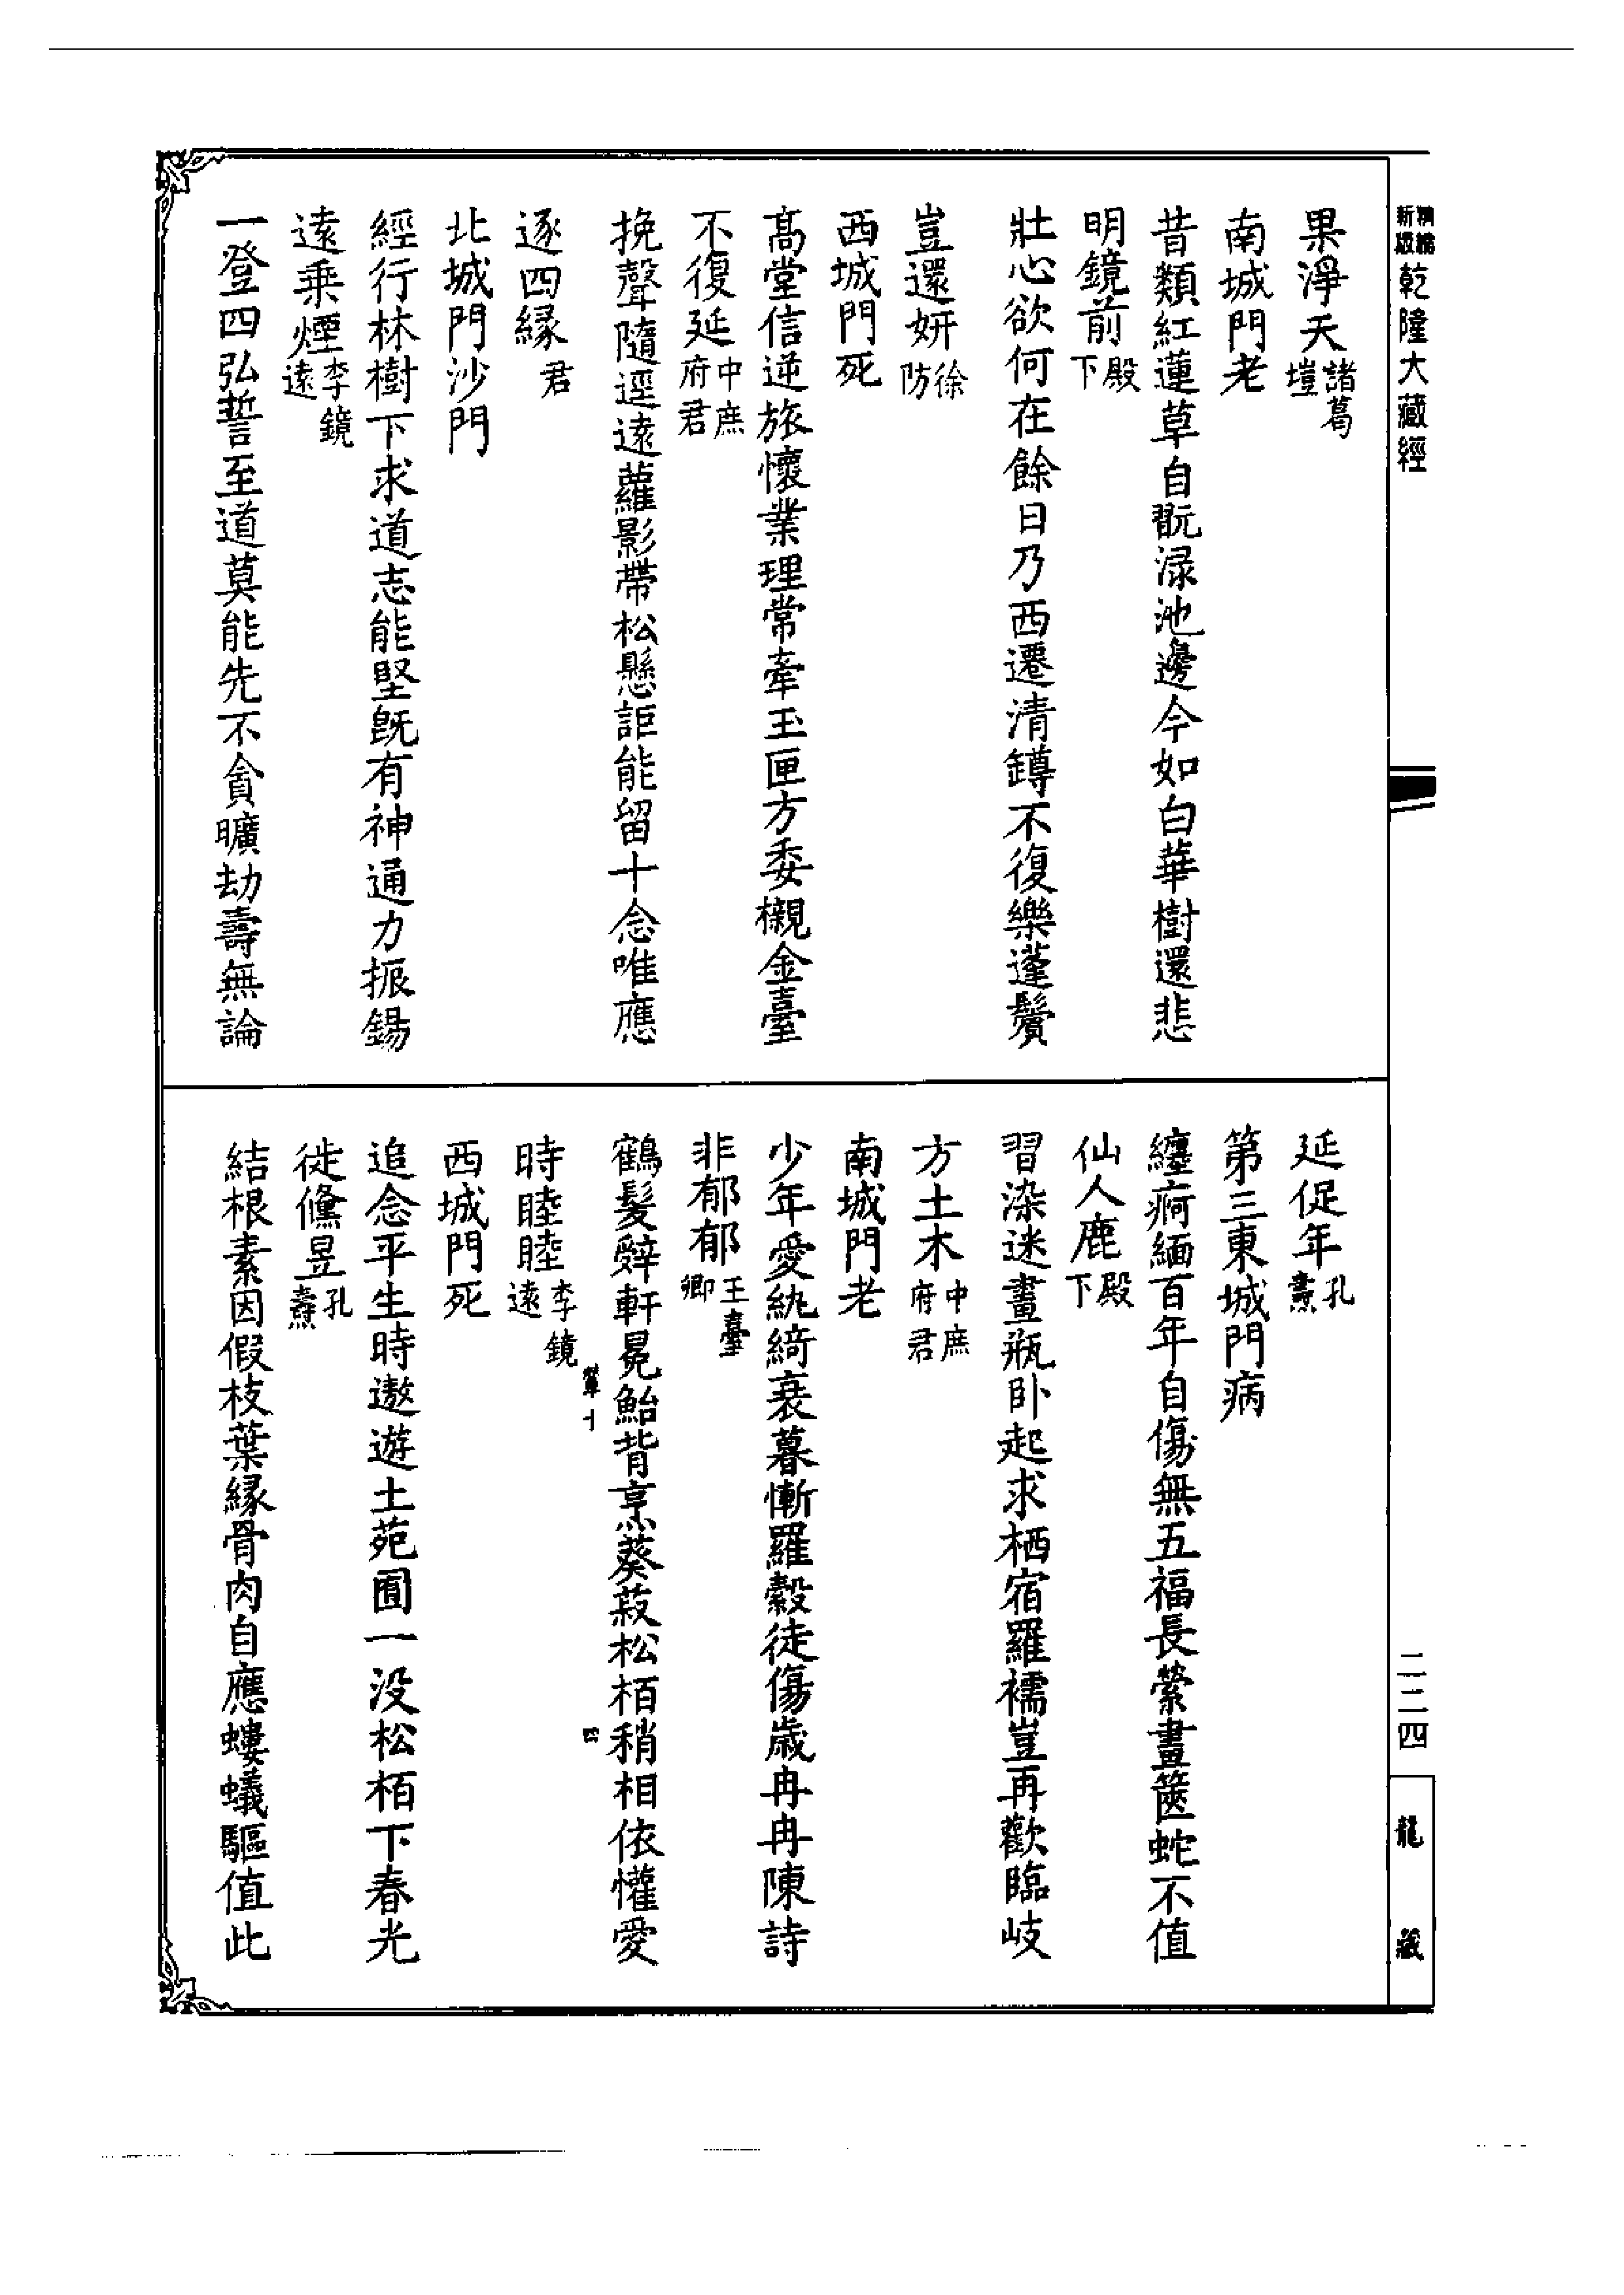 新編縮版乾隆大藏經
果淨天諸葛塏
南城門老
昔類紅蓮草自翫渌池邊今如白華樹還悲
明鏡前殿下
壯心欲何在餘日乃西遷清鐏不復樂蓬鬢
豈還妍徐防
西城門死
高堂信逆旅懷業理常牽玉匣方委櫬金臺
不復延中庶府君
挽聲隨逕遠蘿影帶松懸詎能留十念唯應
逐四緣君
北城門沙門
經行林樹下求道志能堅既有神通力振錫
遠乘煙李鏡遠
一登四弘誓至道莫能先不貪曠劫壽無論
延促年孔燾
第三東城門病
纏痾緬百年自傷無五福長縈畫篋蛇不值
仙人鹿殿下
習染迷畫瓶卧起求栖宿羅襦豈再歡臨岐
方土木中庶府君
南城門老
少年愛紈綺衰暮慚羅縠徒傷歲冉冉陳詩
非郁郁王臺卿
鶴髮辭軒冕鮐背烹葵菽松栢稍相依懽愛
時睦睦李鏡遠
四
西城門死
追念平生時遨遊土苑囿一没松栢下春光
徙儵昱孔燾
結根素因假枝葉緣骨肉自應螻蟻驅值此
二二四
龍藏